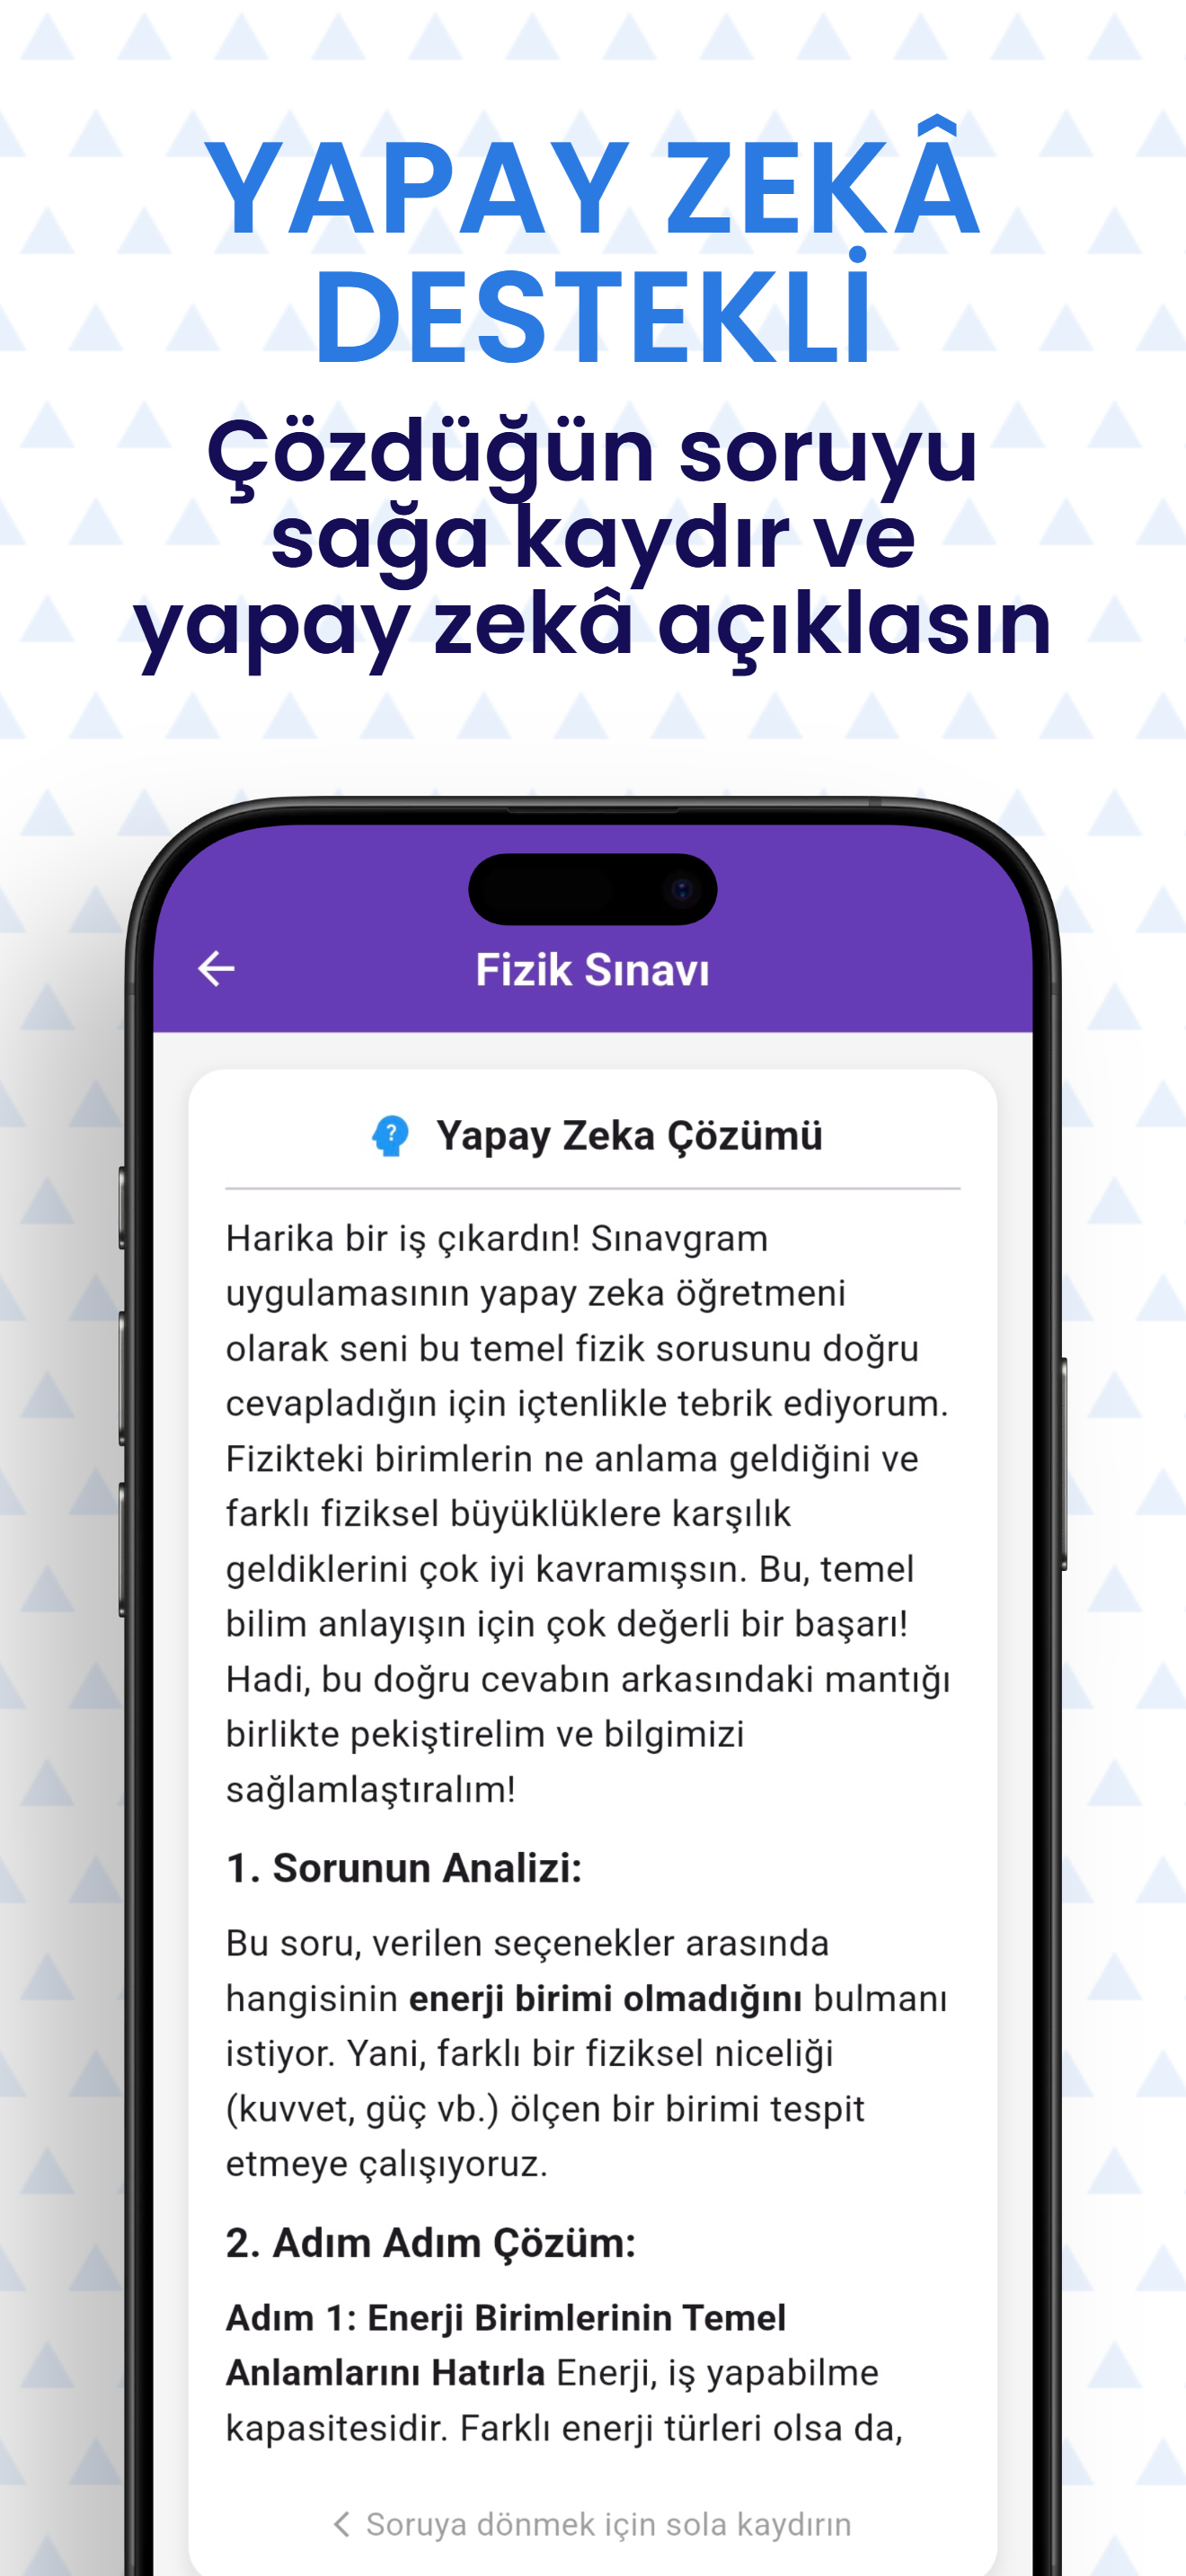 YAPAY ZEKÂ
DESTEKLİ
Çözdüğün soruyu
sağa kaydır ve
yapay zekâ açıklasın
Fizik Sınavı
?
Yapay Zeka Çözümü
Harika bir iş çıkardın! Sınavgram
uygulamasının yapay zeka öğretmeni
olarak seni bu temel fizik sorusunu doğru
cevapladığın için içtenlikle tebrik ediyorum.
Fizikteki birimlerin ne anlama geldiğini ve
farklı fiziksel büyüklüklere karşılık
geldiklerini çok iyi kavramışsın. Bu, temel
bilim anlayışın için çok değerli bir başarı!
Hadi, bu doğru cevabın arkasındaki mantığı
birlikte pekiştirelim ve bilgimizi
sağlamlaştıralım!
1. Sorunun Analizi:
Bu soru, verilen seçenekler arasında
hangisinin enerji birimi olmadığını bulmanı
istiyor. Yani, farklı bir fiziksel niceliği
(kuvvet, güç vb.) ölçen bir birimi tespit
etmeye çalışıyoruz.
2. Adım Adım Çözüm:
Adım 1: Enerji Birimlerinin Temel
Anlamlarını Hatırla Enerji, iş yapabilme
kapasitesidir. Farklı enerji türleri olsa da,
Soruya dönmek için sola kaydırın